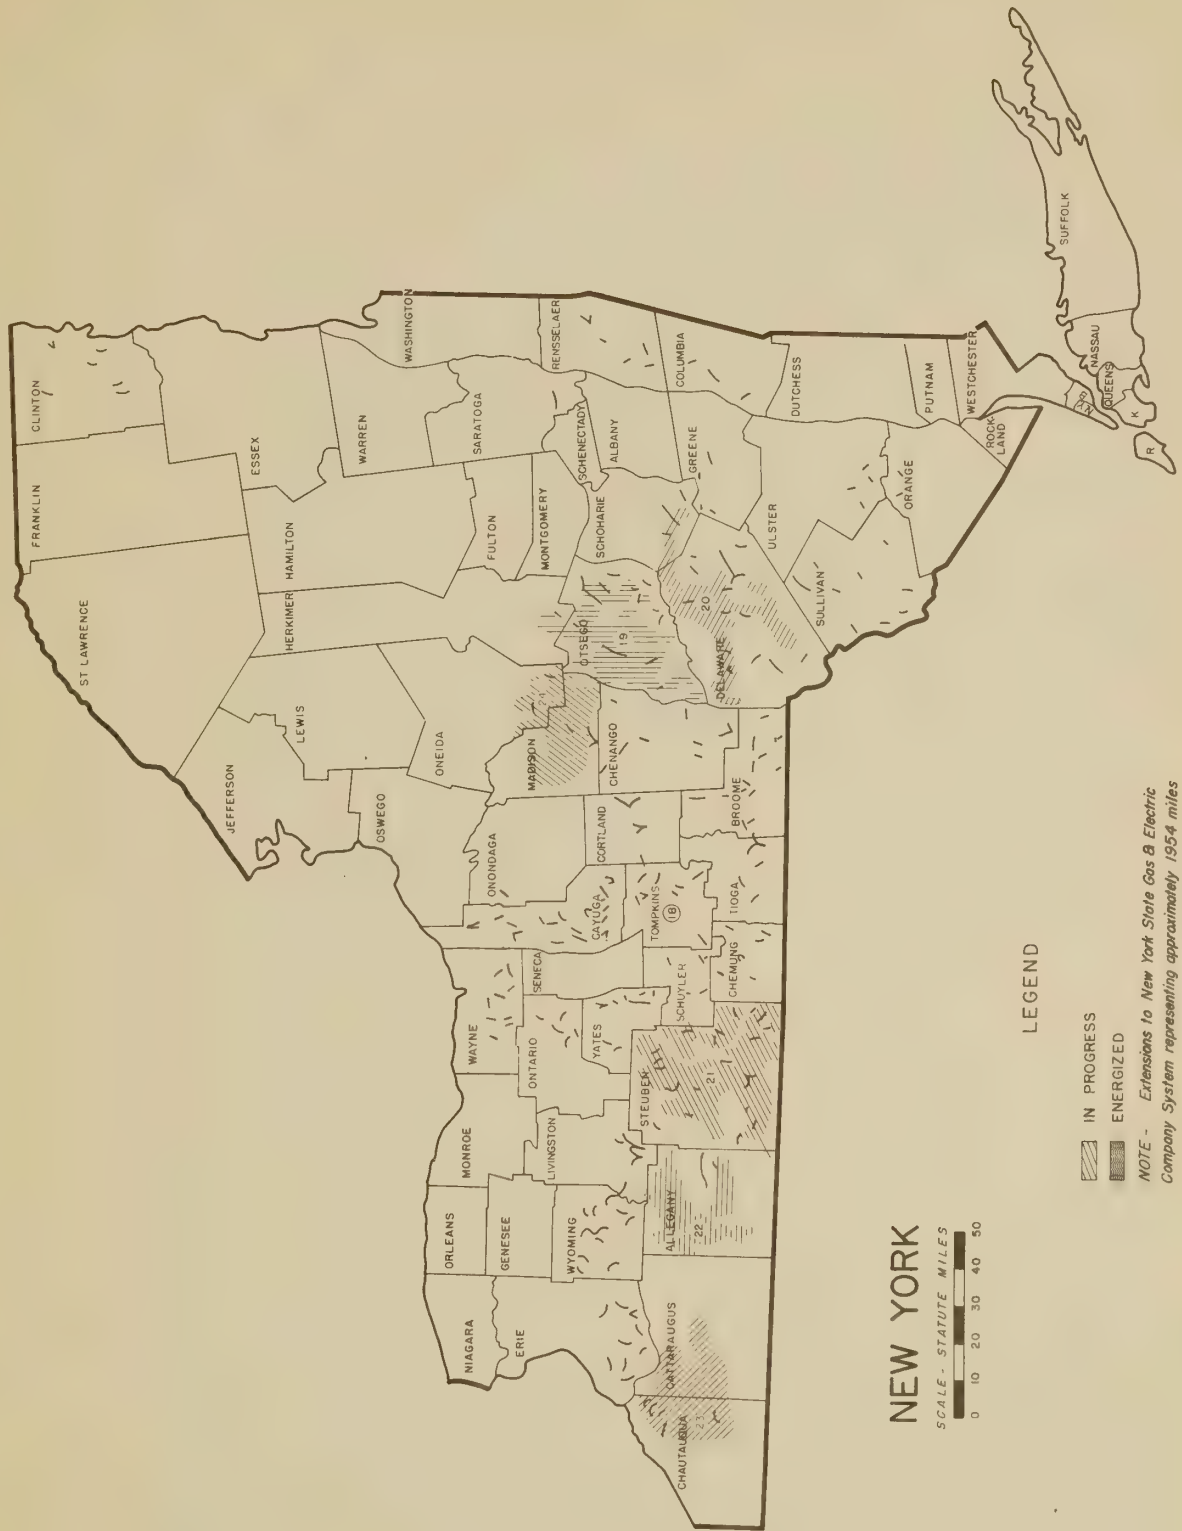 CLINTON
FRANKLIN
ST LAWRENCE
ESSEX
HAMILTON
HERKIMER
LEWIS
JEFFERSON
WARREN
WASHINGTON
SARATOGA
FULTON
MONTGOMERY
ONEIDA
OSWEGO
RENSSELAER
SCHENECTADY
ALBANY
SCHOHARIE
OTSEGO
19
24
MADISON
ONONDAGA
CAYUGA
COLUMBIA
GREENE
DELAWARE
20
CHENANGO
CORTLAND
TOMPKINS
18
SENECA
WAYNE
ONTARIO
YATES
SCHUYLER
CHEMUNG
TIOGA
BROOME
STEUBEN
21
LIVINGSTON
MONROE
ORLEANS
GENESEE
WYOMING
ALLEGANY
22
NIAGARA
ERIE
CATTARAUGUS
CHAUTAUQUA
23
DUTCHESS
ULSTER
SULLIVAN
ORANGE
PUTNAM
WESTCHESTER
ROCK-
LAND
QUEENS
K
R
NASSAU
SUFFOLK
NEW YORK
SCALE - STATUTE MILES
0 10 20 30 40 50
LEGEND
IN PROGRESS
ENERGIZED
NOTE - Extensions to New York State Gas & Electric
Company System representing approximately 1954 miles